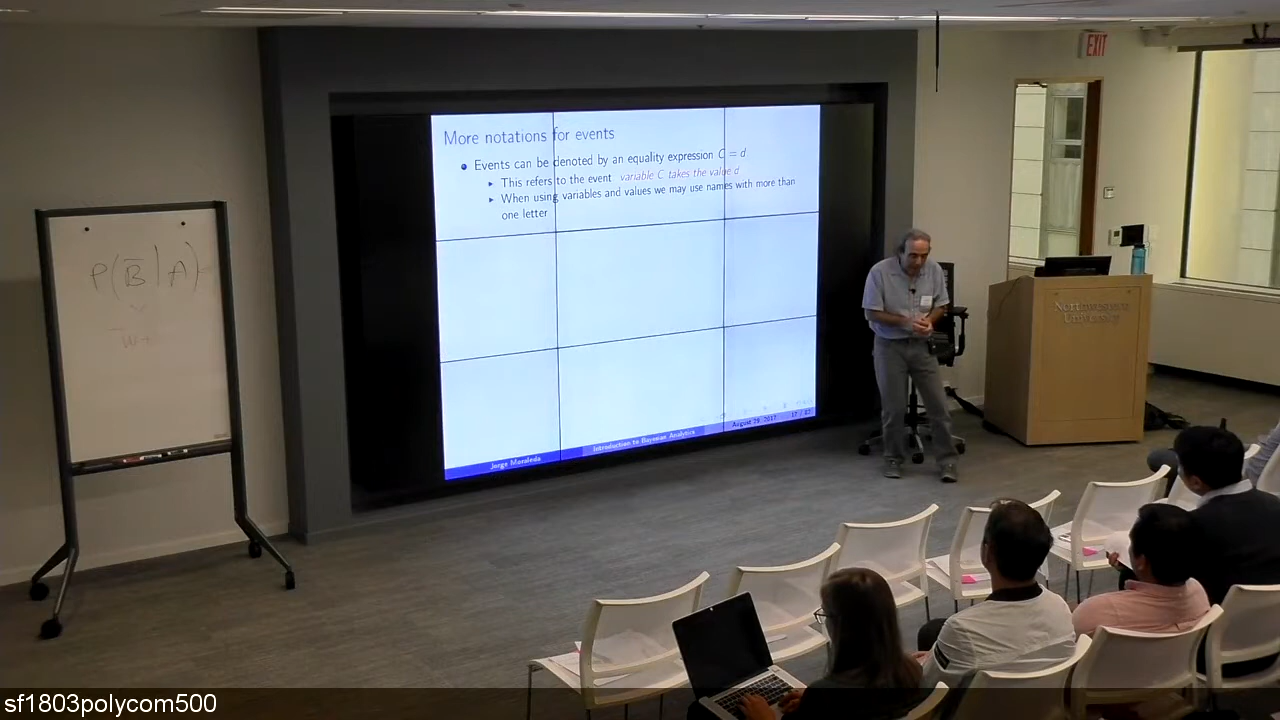 EXIT
More notations for events
Events can be denoted by an equality expression C = d
This refers to the event variable C takes the value d
When using variables and values we may use names with more than
one letter
P(B̅ | A)
Northwestern
University
Jorge Moraleda
Introduction to Bayesian Analytics
August 29, 2017
sf1803polycom500